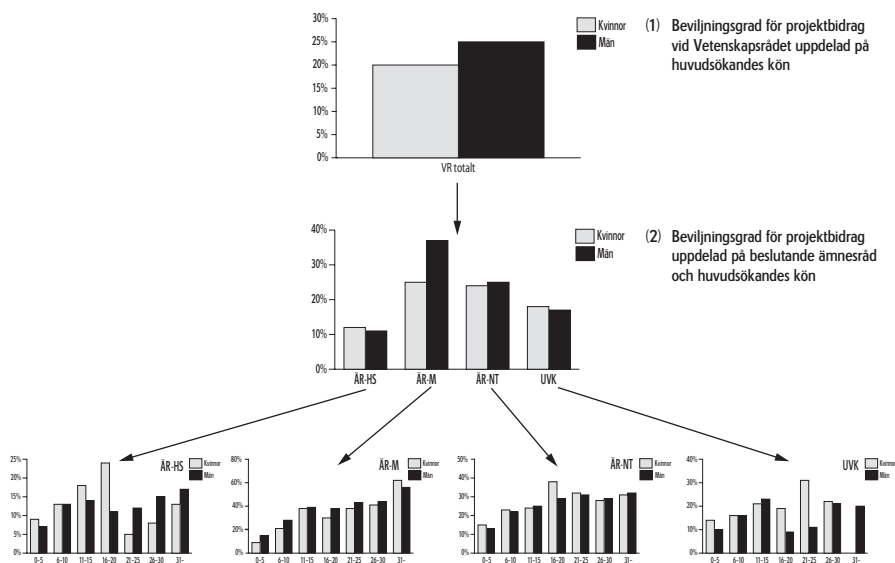 30%
25%
20%
15%
10%
5%
0%
VR totalt
Kvinnor
Män
(1) Beviljningsgrad för projektbidrag
vid Vetenskapsrådet uppdelad på
huvudsökandes kön
40%
30%
20%
10%
0%
ÄR-HS ÄR-M ÄR-NT UVK
Kvinnor
Män
(2) Beviljningsgrad för projektbidrag
uppdelad på beslutande ämnesråd
och huvudsökandes kön
25%
20%
15%
10%
5%
0%
ÄR-HS
Kvinnor
Män
0-5 6-10 11-15 16-20 21-25 26-30 31-
80%
60%
40%
20%
0%
ÄR-M
Kvinnor
Män
0-5 6-10 11-15 16-20 21-25 26-30 31-
50%
40%
30%
20%
10%
0%
ÄR-NT
Kvinnor
Män
0-5 6-10 11-15 16-20 21-25 26-30 31-
40%
30%
20%
10%
0%
UVK
Kvinnor
Män
0-5 6-10 11-15 16-20 21-25 26-30 31-